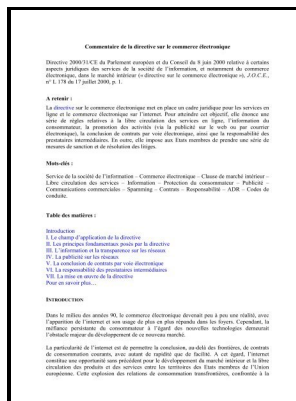 Commentaire de la directive sur le commerce électronique
Directive 2000/31/CE du Parlement européen et du Conseil du 8 juin 2000 relative à certains
aspects juridiques des services de la société de l'information, et notamment du commerce
électronique, dans le marché intérieur (« directive sur le commerce électronique »), J.O.C.E.,
n° L 178 du 17 juillet 2000, p. 1.
A retenir :
La directive sur le commerce électronique met en place un cadre juridique pour les services en
ligne et le commerce électronique sur l'internet. Pour atteindre cet objectif, elle énonce une
série de règles relatives à la libre circulation des services en ligne, l'information du
consommateur, la promotion des activités (via la publicité sur le web ou par courrier
électronique), la conclusion de contrats par voie électronique, ainsi que la responsabilité des
prestataires intermédiaires. En outre, elle impose aux Etats membres de prendre une série de
mesures de sanction et de résolution des litiges.
Mots-clés :
Service de la société de l'information – Commerce électronique – Clause de marché intérieur –
Libre circulation des services – Information – Protection du consommateur – Publicité –
Communications commerciales – Spamming – Contrats – Responsabilité – ADR – Codes de
conduite.
Table des matières :
Introduction
I. Le champ d'application de la directive
II. Les principes fondamentaux posés par la directive
III. L'information et la transparence sur les réseaux
IV. La publicité sur les réseaux
V. La conclusion de contrats par voie électronique
VI. La responsabilité des prestataires intermédiaires
VII. La mise en œuvre de la directive
Pour en savoir plus…
INTRODUCTION
Dans le milieu des années 90, le commerce électronique devenait peu à peu une réalité, avec
l'apparition de l'internet et son usage de plus en plus répandu dans les foyers. Cependant, la
méfiance persistante du consommateur à l'égard des nouvelles technologies demeurait
l'obstacle majeur du développement de ce nouveau marché.
La particularité de l'internet est de permettre la conclusion, au-delà des frontières, de contrats
de consommation courants, avec autant de rapidité que de facilité. A cet égard, l'internet
constitue une opportunité sans précédent pour le développement du marché intérieur et la libre
circulation des produits et des services entre les territoires des Etats membres de l'Union
européenne. Cette explosion des relations de consommation transfrontières, confrontée à la